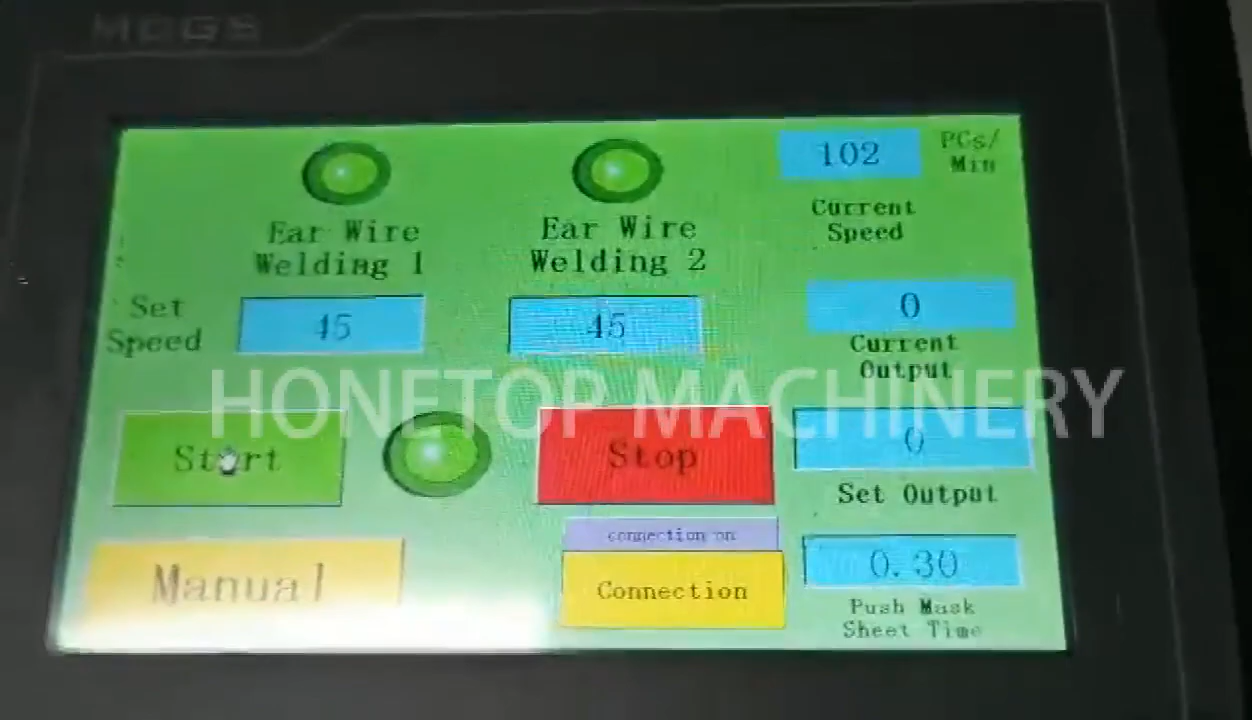 MCGS
102
PCs/
Min
Ear Wire
Welding 1
Ear Wire
Welding 2
Current
Speed
Set
Speed
45
45
0
Current
Output
HONETOP MACHINERY
Start
Stop
0
Set Output
Manual
connection on
Connection
0.30
Push Mask
Sheet Time